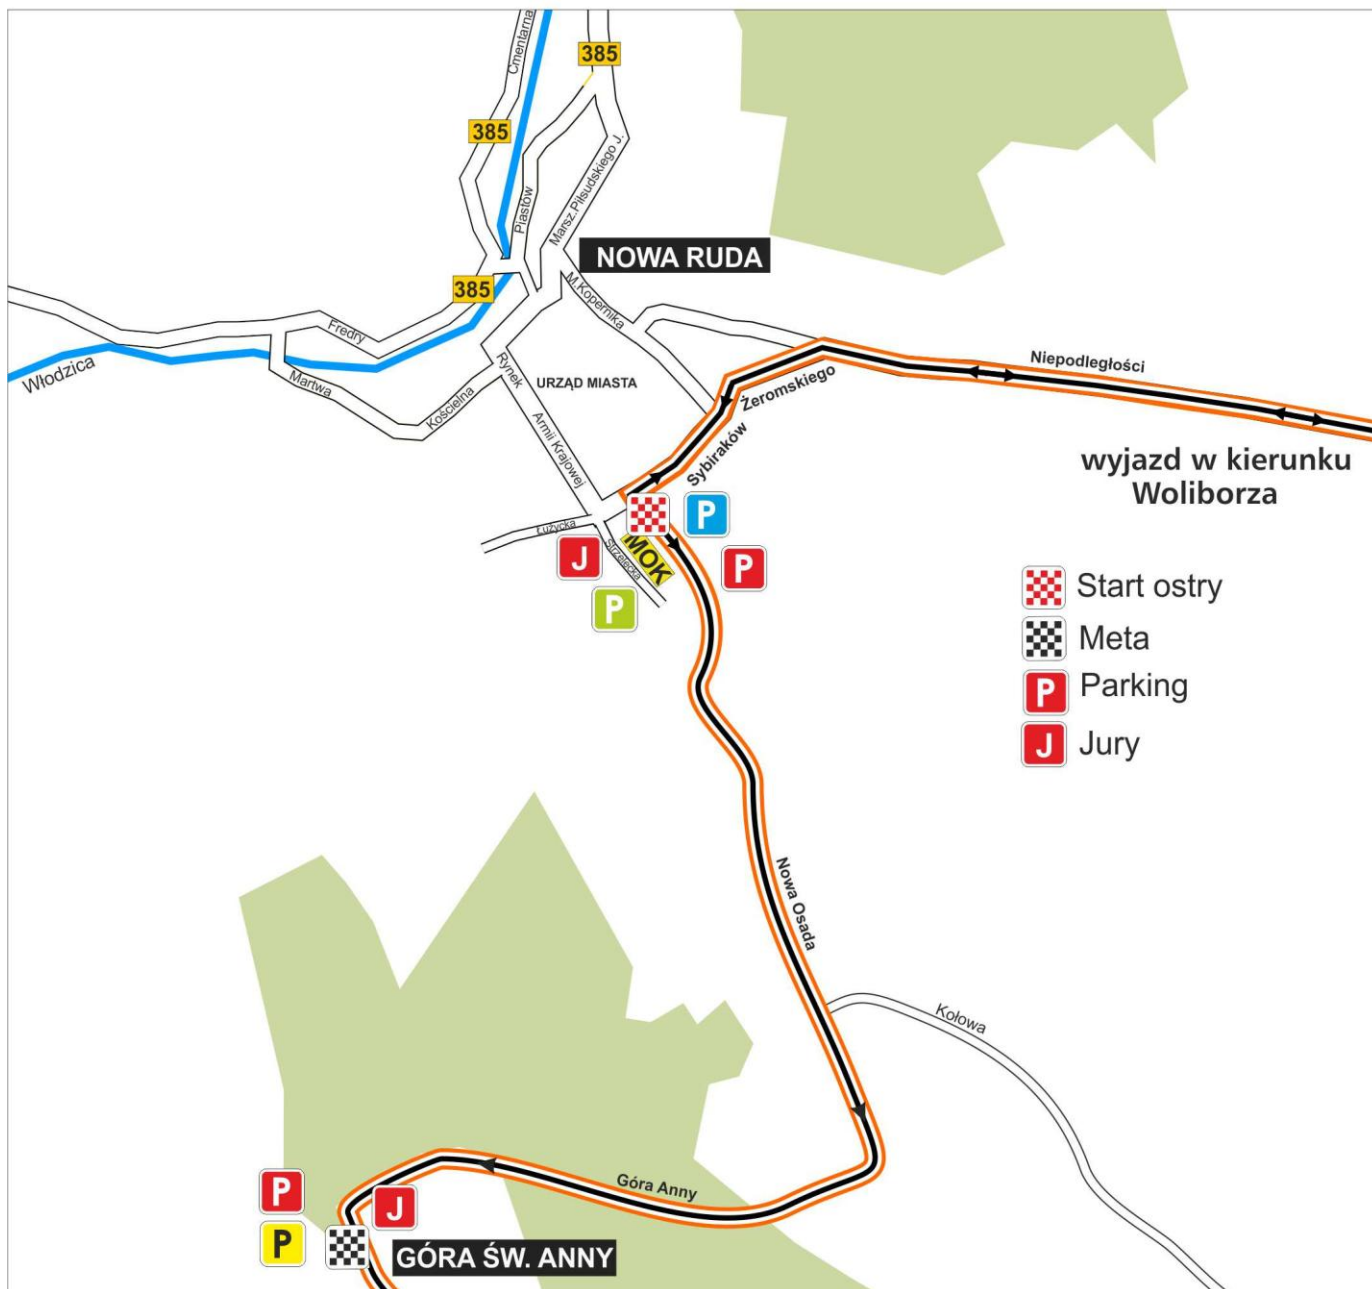 Cmentarna
385
385
Piastów
Marsz.Piłsudskiego J.
NOWA RUDA
385
M.Kopernika
Fredry
Włodzica
Martwa
Kościelna
Rynek
URZĄD MIASTA
Armii Krajowej
Niepodległości
Żeromskiego
Sybiraków
wyjazd w kierunku
Woliborza
P
Łużycka
J
Strzelecka
MOK
P
P
Start ostry
Meta
P Parking
J Jury
Nowa Osada
Kołowa
Góra Anny
P
J
P
GÓRA ŚW. ANNY